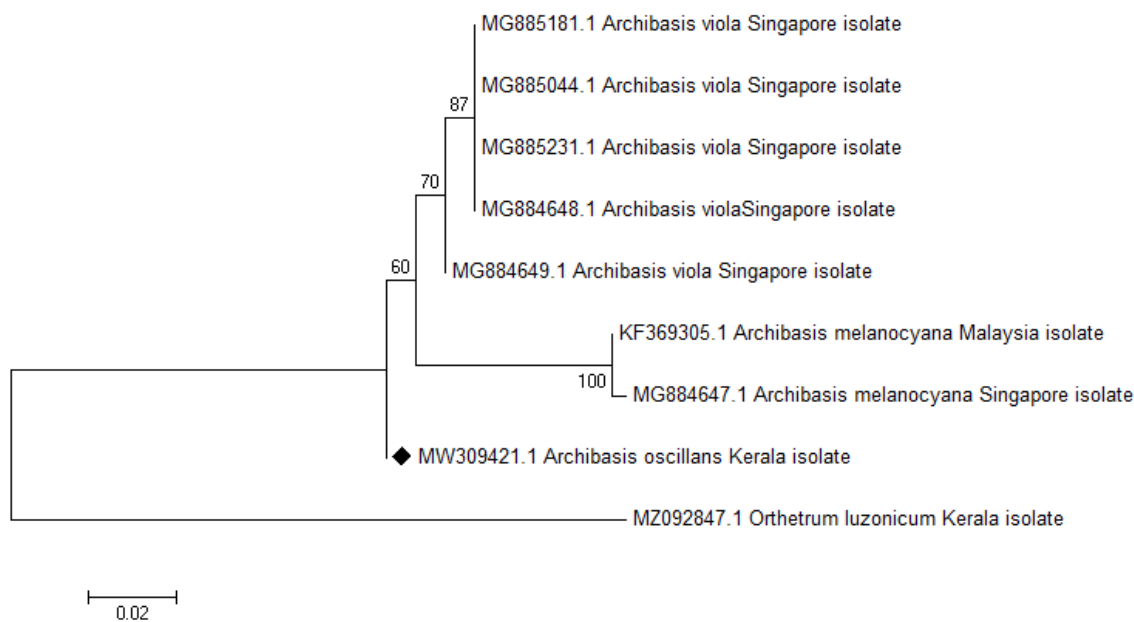 MG885181.1 Archibasis viola Singapore isolate
MG885044.1 Archibasis viola Singapore isolate
87
MG885231.1 Archibasis viola Singapore isolate
70
MG884648.1 Archibasis violaSingapore isolate
60
MG884649.1 Archibasis viola Singapore isolate
KF369305.1 Archibasis melanocyana Malaysia isolate
100
MG884647.1 Archibasis melanocyana Singapore isolate
MW309421.1 Archibasis oscillans Kerala isolate
MZ092847.1 Orthetrum luzonicum Kerala isolate
0.02